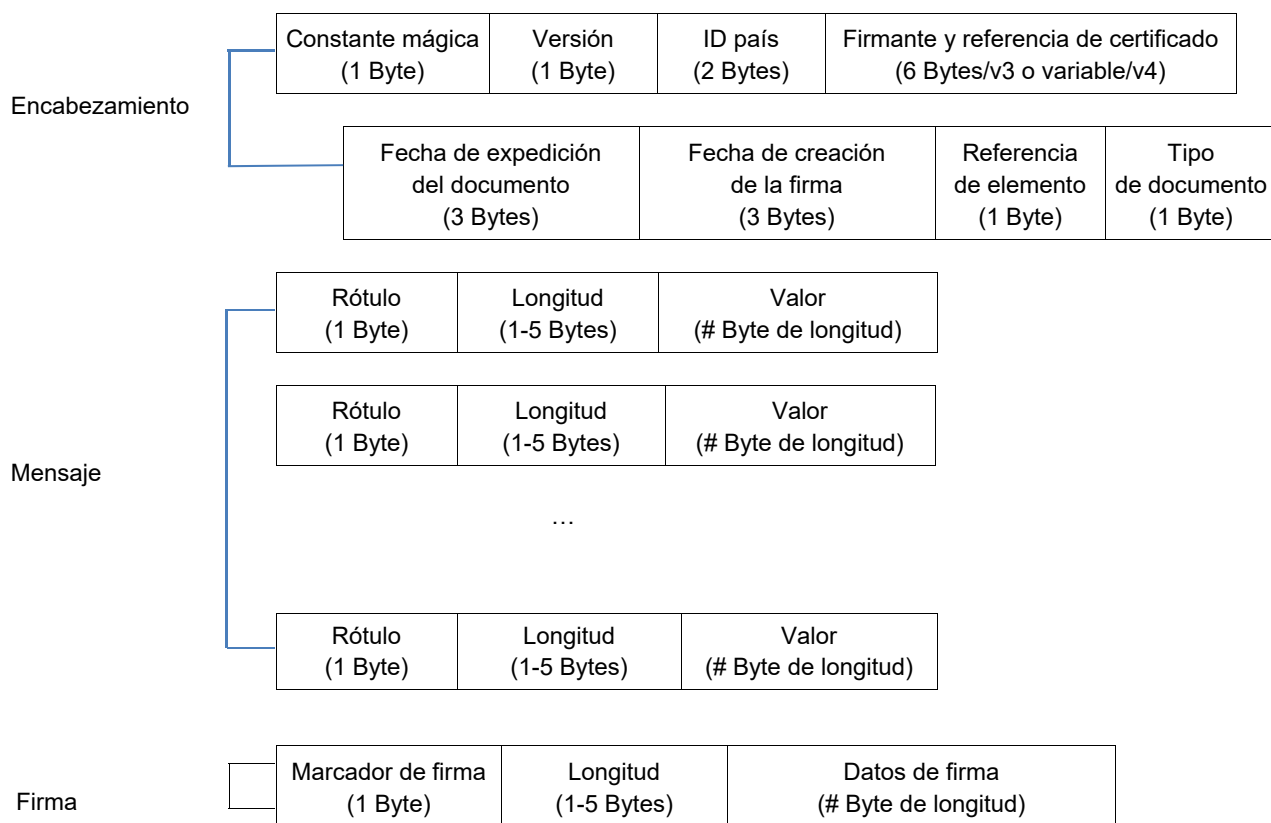 Constante mágica
(1 Byte)
Versión
(1 Byte)
ID país
(2 Bytes)
Firmante y referencia de certificado
(6 Bytes/v3 o variable/v4)
Encabezamiento
Fecha de expedición
del documento
(3 Bytes)
Fecha de creación
de la firma
(3 Bytes)
Referencia
de elemento
(1 Byte)
Tipo
de documento
(1 Byte)
Rótulo
(1 Byte)
Longitud
(1-5 Bytes)
Valor
(# Byte de longitud)
Rótulo
(1 Byte)
Longitud
(1-5 Bytes)
Valor
(# Byte de longitud)
Mensaje
…
Rótulo
(1 Byte)
Longitud
(1-5 Bytes)
Valor
(# Byte de longitud)
Firma
Marcador de firma
(1 Byte)
Longitud
(1-5 Bytes)
Datos de firma
(# Byte de longitud)